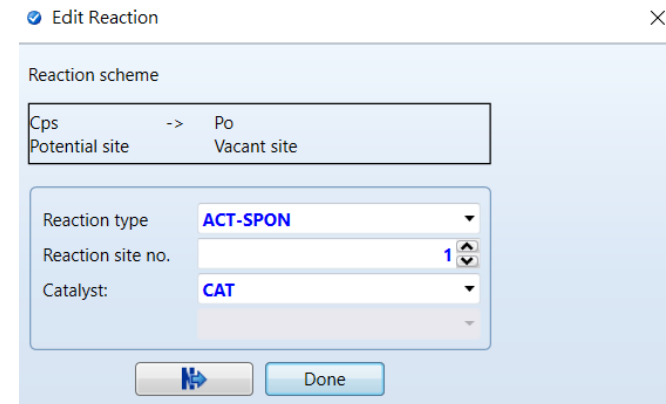 Edit Reaction
Reaction scheme
Cps -> Po
Potential site Vacant site
Reaction type ACT-SPON
Reaction site no. 1
Catalyst: CAT
Done